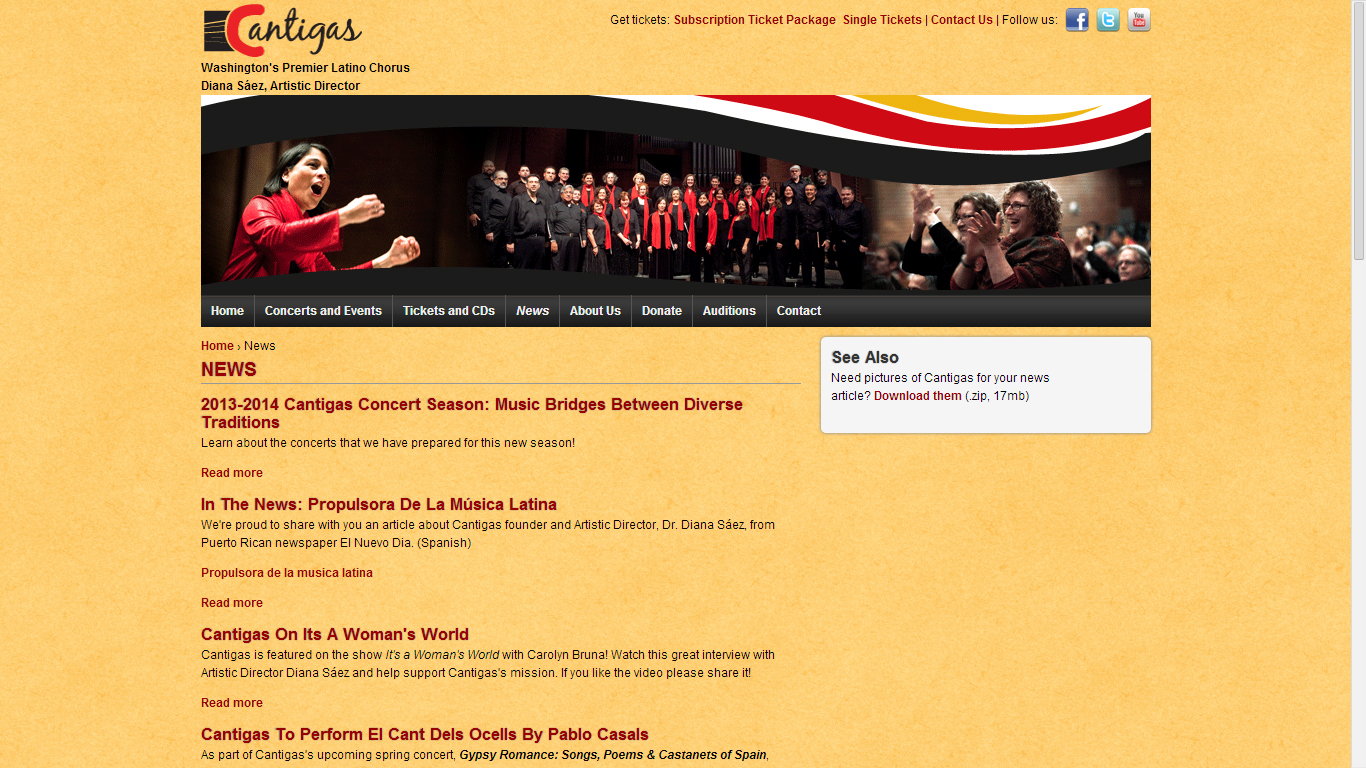 Cantigas
Get tickets: Subscription Ticket Package Single Tickets | Contact Us | Follow us:
You
Tube
Washington's Premier Latino Chorus
Diana Sáez, Artistic Director
Home
Concerts and Events
Tickets and CDs
News
About Us
Donate
Auditions
Contact
Home › News
NEWS
2013-2014 Cantigas Concert Season: Music Bridges Between Diverse
Traditions
Learn about the concerts that we have prepared for this new season!
Read more
In The News: Propulsora De La Música Latina
We're proud to share with you an article about Cantigas founder and Artistic Director, Dr. Diana Sáez, from
Puerto Rican newspaper El Nuevo Dia. (Spanish)
Propulsora de la musica latina
Read more
Cantigas On Its A Woman's World
Cantigas is featured on the show It's a Woman's World with Carolyn Bruna! Watch this great interview with
Artistic Director Diana Sáez and help support Cantigas's mission. If you like the video please share it!
Read more
Cantigas To Perform El Cant Dels Ocells By Pablo Casals
As part of Cantigas's upcoming spring concert, Gypsy Romance: Songs, Poems & Castanets of Spain,
See Also
Need pictures of Cantigas for your news
article? Download them (.zip, 17mb)